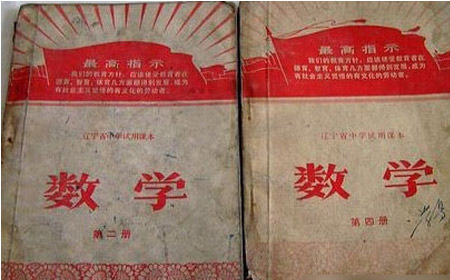 最高指示
我们的教育方针，应该使受教育者在
德育、智育、体育几方面都得到发展，成为
有社会主义觉悟的有文化的劳动者。
辽宁省中学试用课本
数学
第二册
最高指示
我们的教育方针，应该使受教育者在
德育、智育、体育几方面都得到发展，成为
有社会主义觉悟的有文化的劳动者。
辽宁省中学试用课本
数学
第四册